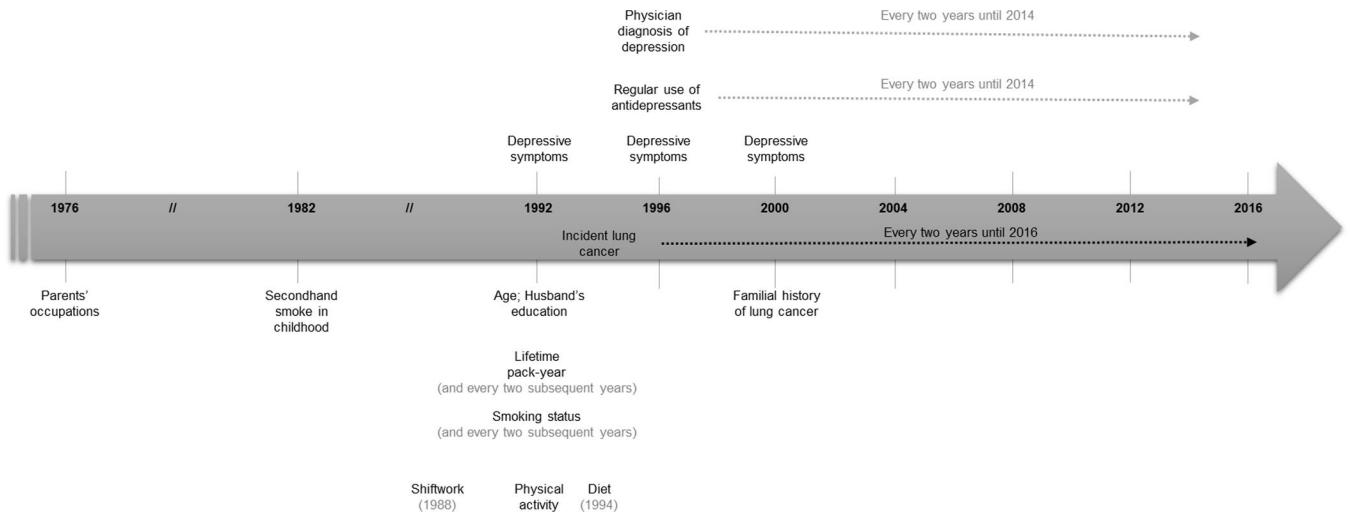 Physician
diagnosis of
depression
Every two years until 2014
Regular use of
antidepressants
Every two years until 2014
Depressive
symptoms
Depressive
symptoms
Depressive
symptoms
1976 // 1982 // 1992 1996 2000 2004 2008 2012 2016
Incident lung
cancer
Every two years until 2016
Parents'
occupations
Secondhand
smoke in
childhood
Age; Husband's
education
Familial history
of lung cancer
Lifetime
pack-year
(and every two subsequent years)
Smoking status
(and every two subsequent years)
Shiftwork
(1988)
Physical
activity
Diet
(1994)